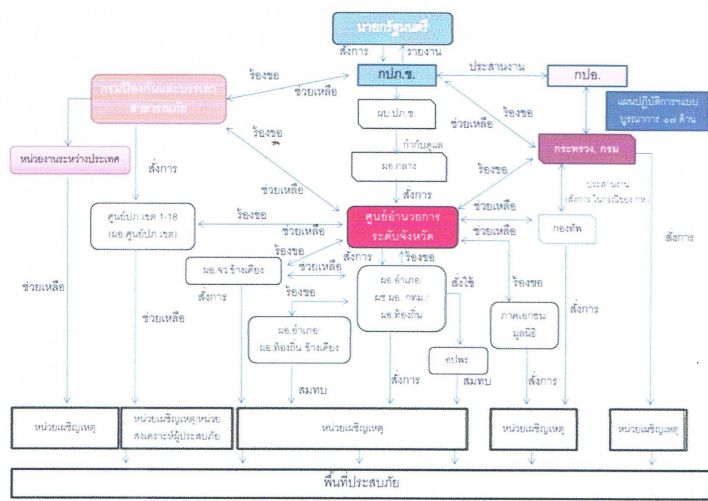 นายกรัฐมนตรี
สั่งการ
รายงาน
กปภ.ช.
ประสานงาน
กปอ.
ร้องขอ
ช่วยเหลือ
กรมป้องกันและบรรเทา
สาธารณภัย
ผบ.ปภ.ช.
ร้องขอ
ช่วยเหลือ
แผนปฏิบัติการฯแบบ
บูรณาการ ๑๗ ด้าน
กำกับดูแล
ร้องขอ
กระทรวง, กรม
หน่วยงานระหว่างประเทศ
สั่งการ
ช่วยเหลือ
ผอ.กลาง
สั่งการ
ร้องขอ
ช่วยเหลือ
ประสานงาน
(สั่งการ ในกรณีของ กห.)
ศูนย์ปภ.เขต 1-18
(ผอ.ศูนย์ปภ.เขต)
ร้องขอ
ช่วยเหลือ
ศูนย์อำนวยการ
ระดับจังหวัด
ร้องขอ
ช่วยเหลือ
กองทัพ
สั่งการ
ร้องขอ
ช่วยเหลือ
สั่งการ
ร้องขอ
ผอ.จว.ข้างเคียง
สั่งการ
ร้องขอ
ผอ.อำเภอ/
ผช.ผอ. กทม./
ผอ.ท้องถิ่น
สั่งใช้
ร้องขอ
ช่วยเหลือ
ช่วยเหลือ
ผอ.อำเภอ/
ผอ.ท้องถิ่น ข้างเคียง
อปพร.
ภาคเอกชน/
มูลนิธิ
สมทบ
สั่งการ
สมทบ
สั่งการ
สั่งการ
หน่วยเผชิญเหตุ
หน่วยเผชิญเหตุ/หน่วย
สงเคราะห์ผู้ประสบภัย
หน่วยเผชิญเหตุ
หน่วยเผชิญเหตุ
หน่วยเผชิญเหตุ
พื้นที่ประสบภัย